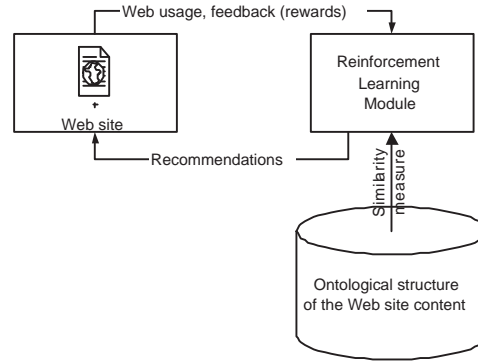 Web usage, feedback (rewards)
Reinforcement
Learning
Module
Web site
Recommendations
Similarity
measure
Ontological structure
of the Web site content